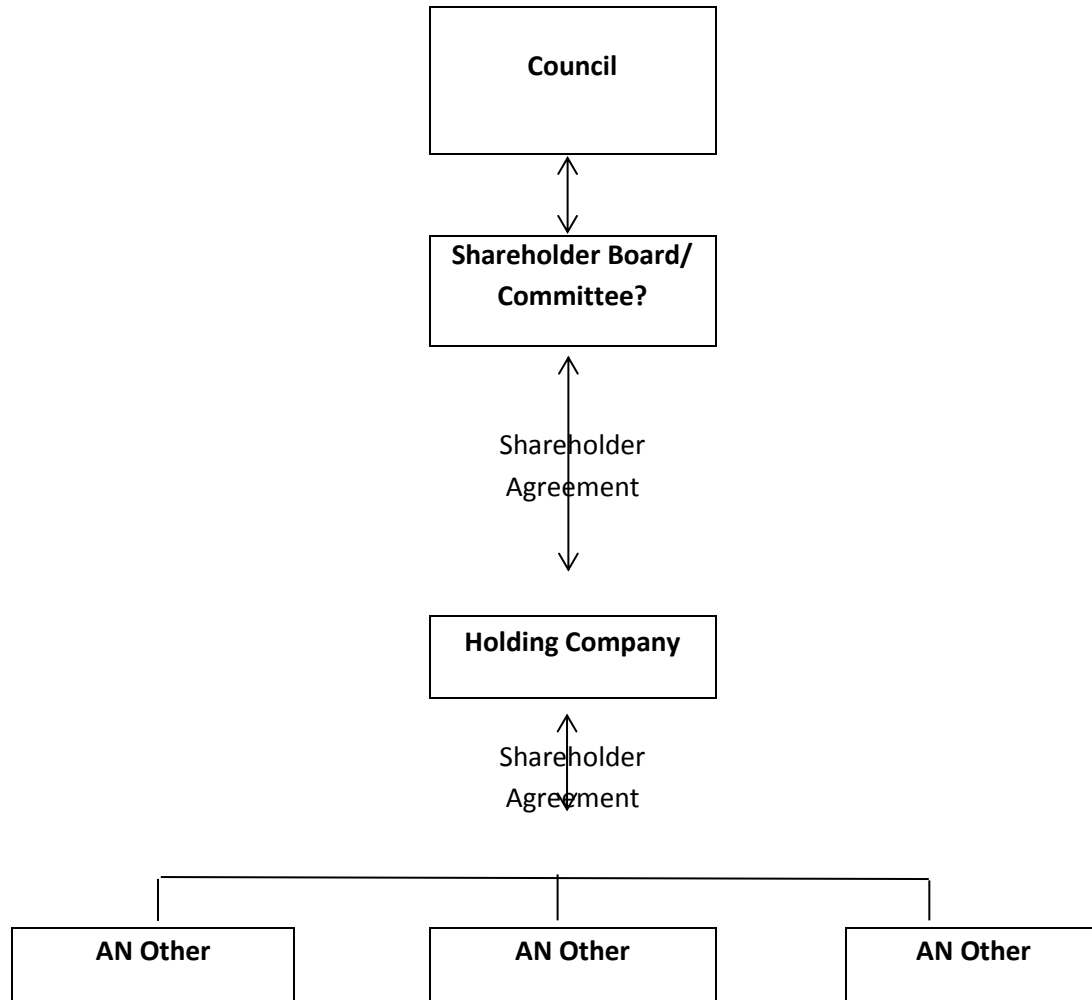 Council
Shareholder Board/
Committee?
Shareholder
Agreement
Holding Company
Shareholder
Agreement
AN Other
AN Other
AN Other